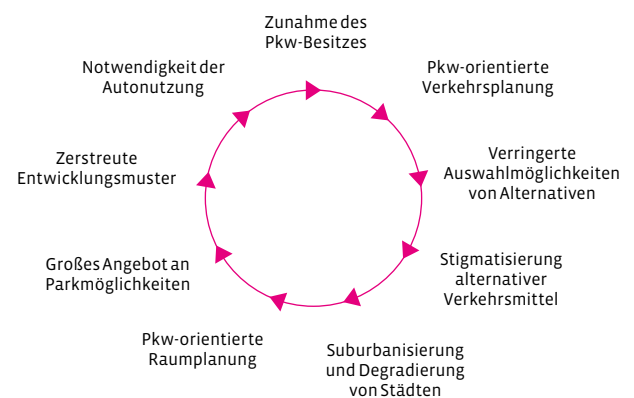 Zunahme des
Pkw-Besitzes
Pkw-orientierte
Verkehrsplanung
Verringerte
Auswahlmöglichkeiten
von Alternativen
Stigmatisierung
alternativer
Verkehrsmittel
Suburbanisierung
und Degradierung
von Städten
Pkw-orientierte
Raumplanung
Großes Angebot an
Parkmöglichkeiten
Zerstreute
Entwicklungsmuster
Notwendigkeit der
Autonutzung